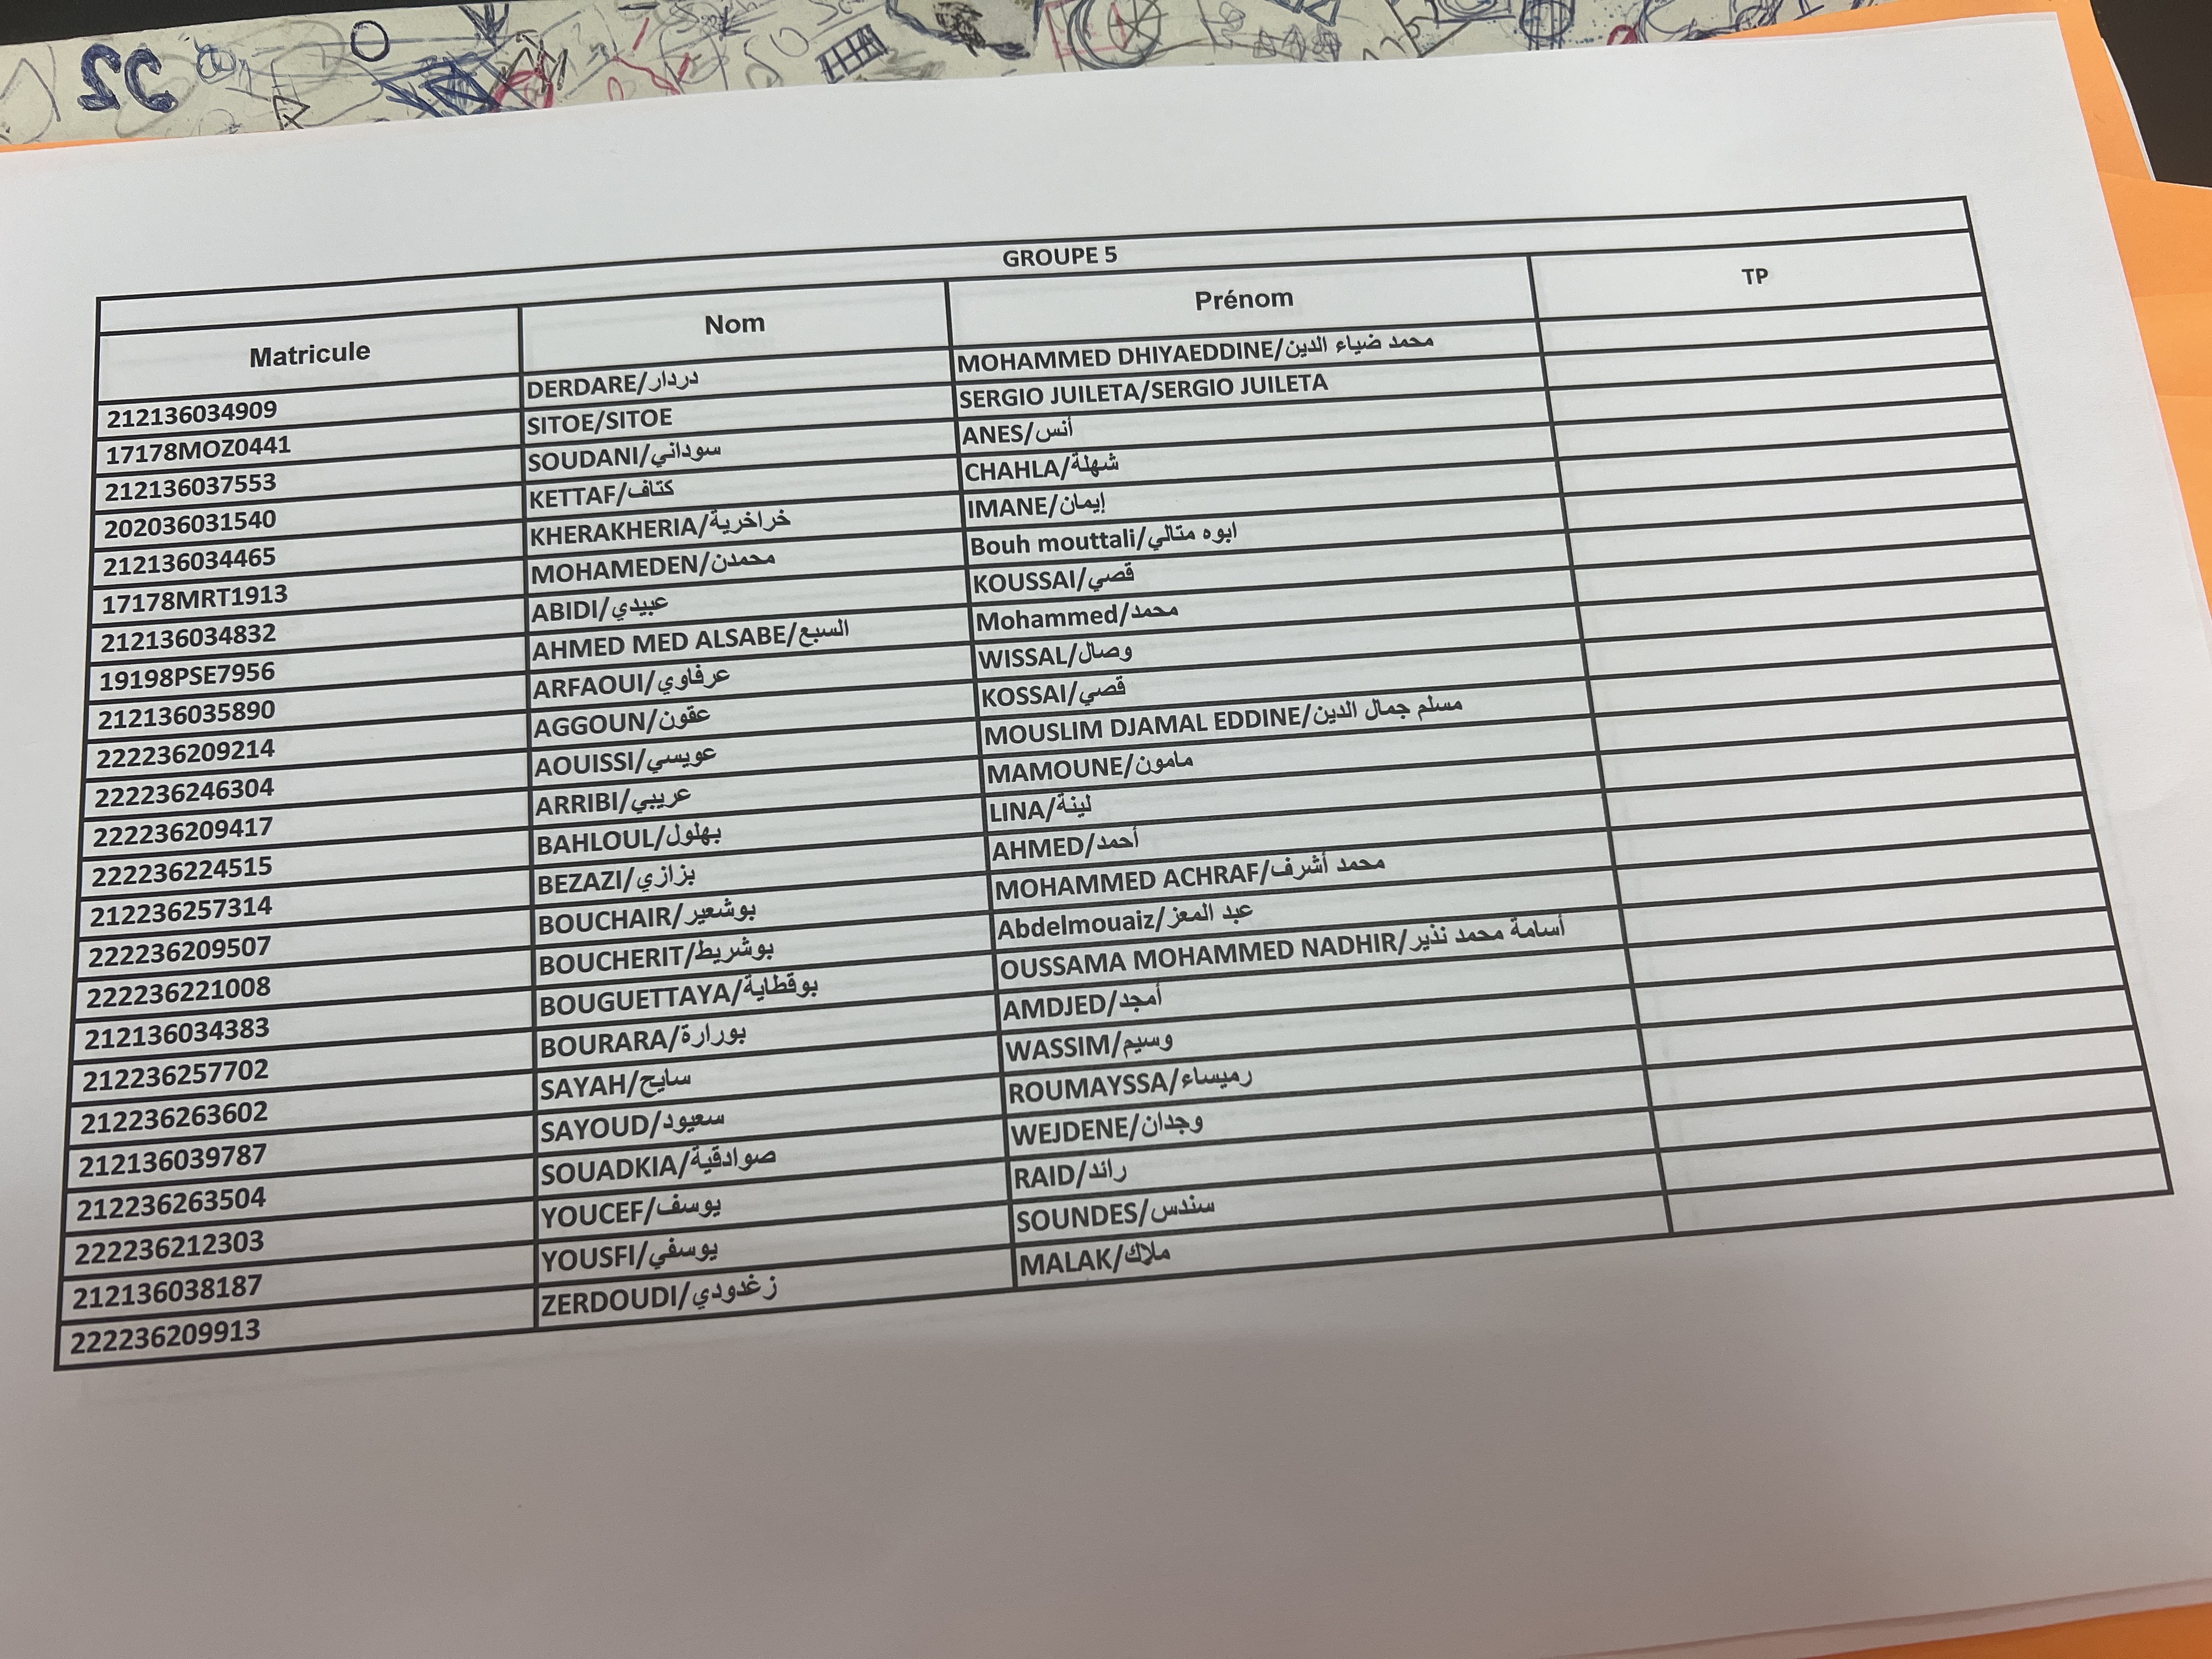 GROUPE 5
Matricule Nom Prénom TP
212136034909 DERDARE/دردار MOHAMMED DHIYAEDDINE/محمد ضياء الدين
17178MOZ0441 SITOE/SITOE SERGIO JUILETA/SERGIO JUILETA
212136037553 SOUDANI/سوداني ANES/أنس
202036031540 KETTAF/كتاف CHAHLA/شهلة
212136034465 KHERAKHERIA/خراخرية IMANE/إيمان
17178MRT1913 MOHAMEDEN/محمدن Bouh mouttali/ابوه متالي
212136034832 ABIDI/عبيدي KOUSSAI/قصي
19198PSE7956 AHMED MED ALSABE/السبع Mohammed/محمد
212136035890 ARFAOUI/عرفاوي WISSAL/وصال
222236209214 AGGOUN/عقون KOSSAI/قصي
222236246304 AOUISSI/عويسي MOUSLIM DJAMAL EDDINE/مسلم جمال الدين
222236209417 ARRIBI/عريبي MAMOUNE/مامون
222236224515 BAHLOUL/بهلول LINA/لينة
212236257314 BEZAZI/بزازي AHMED/أحمد
222236209507 BOUCHAIR/بوشعير MOHAMMED ACHRAF/محمد أشرف
222236221008 BOUCHERIT/بوشريط Abdelmouaiz/عبد المعز
212136034383 BOUGUETTAYA/بوقطاية OUSSAMA MOHAMMED NADHIR/أسامة محمد نذير
212236257702 BOURARA/بورارة AMDJED/أمجد
212236263602 SAYAH/سايح WASSIM/وسيم
212136039787 SAYOUD/سعيود ROUMAYSSA/رميساء
212236263504 SOUADKIA/صوادقية WEJDENE/وجدان
222236212303 YOUCEF/يوسف RAID/رائد
212136038187 YOUSFI/يوسفي SOUNDES/سندس
222236209913 ZERDOUDI/زغدودي MALAK/ملاك
SC